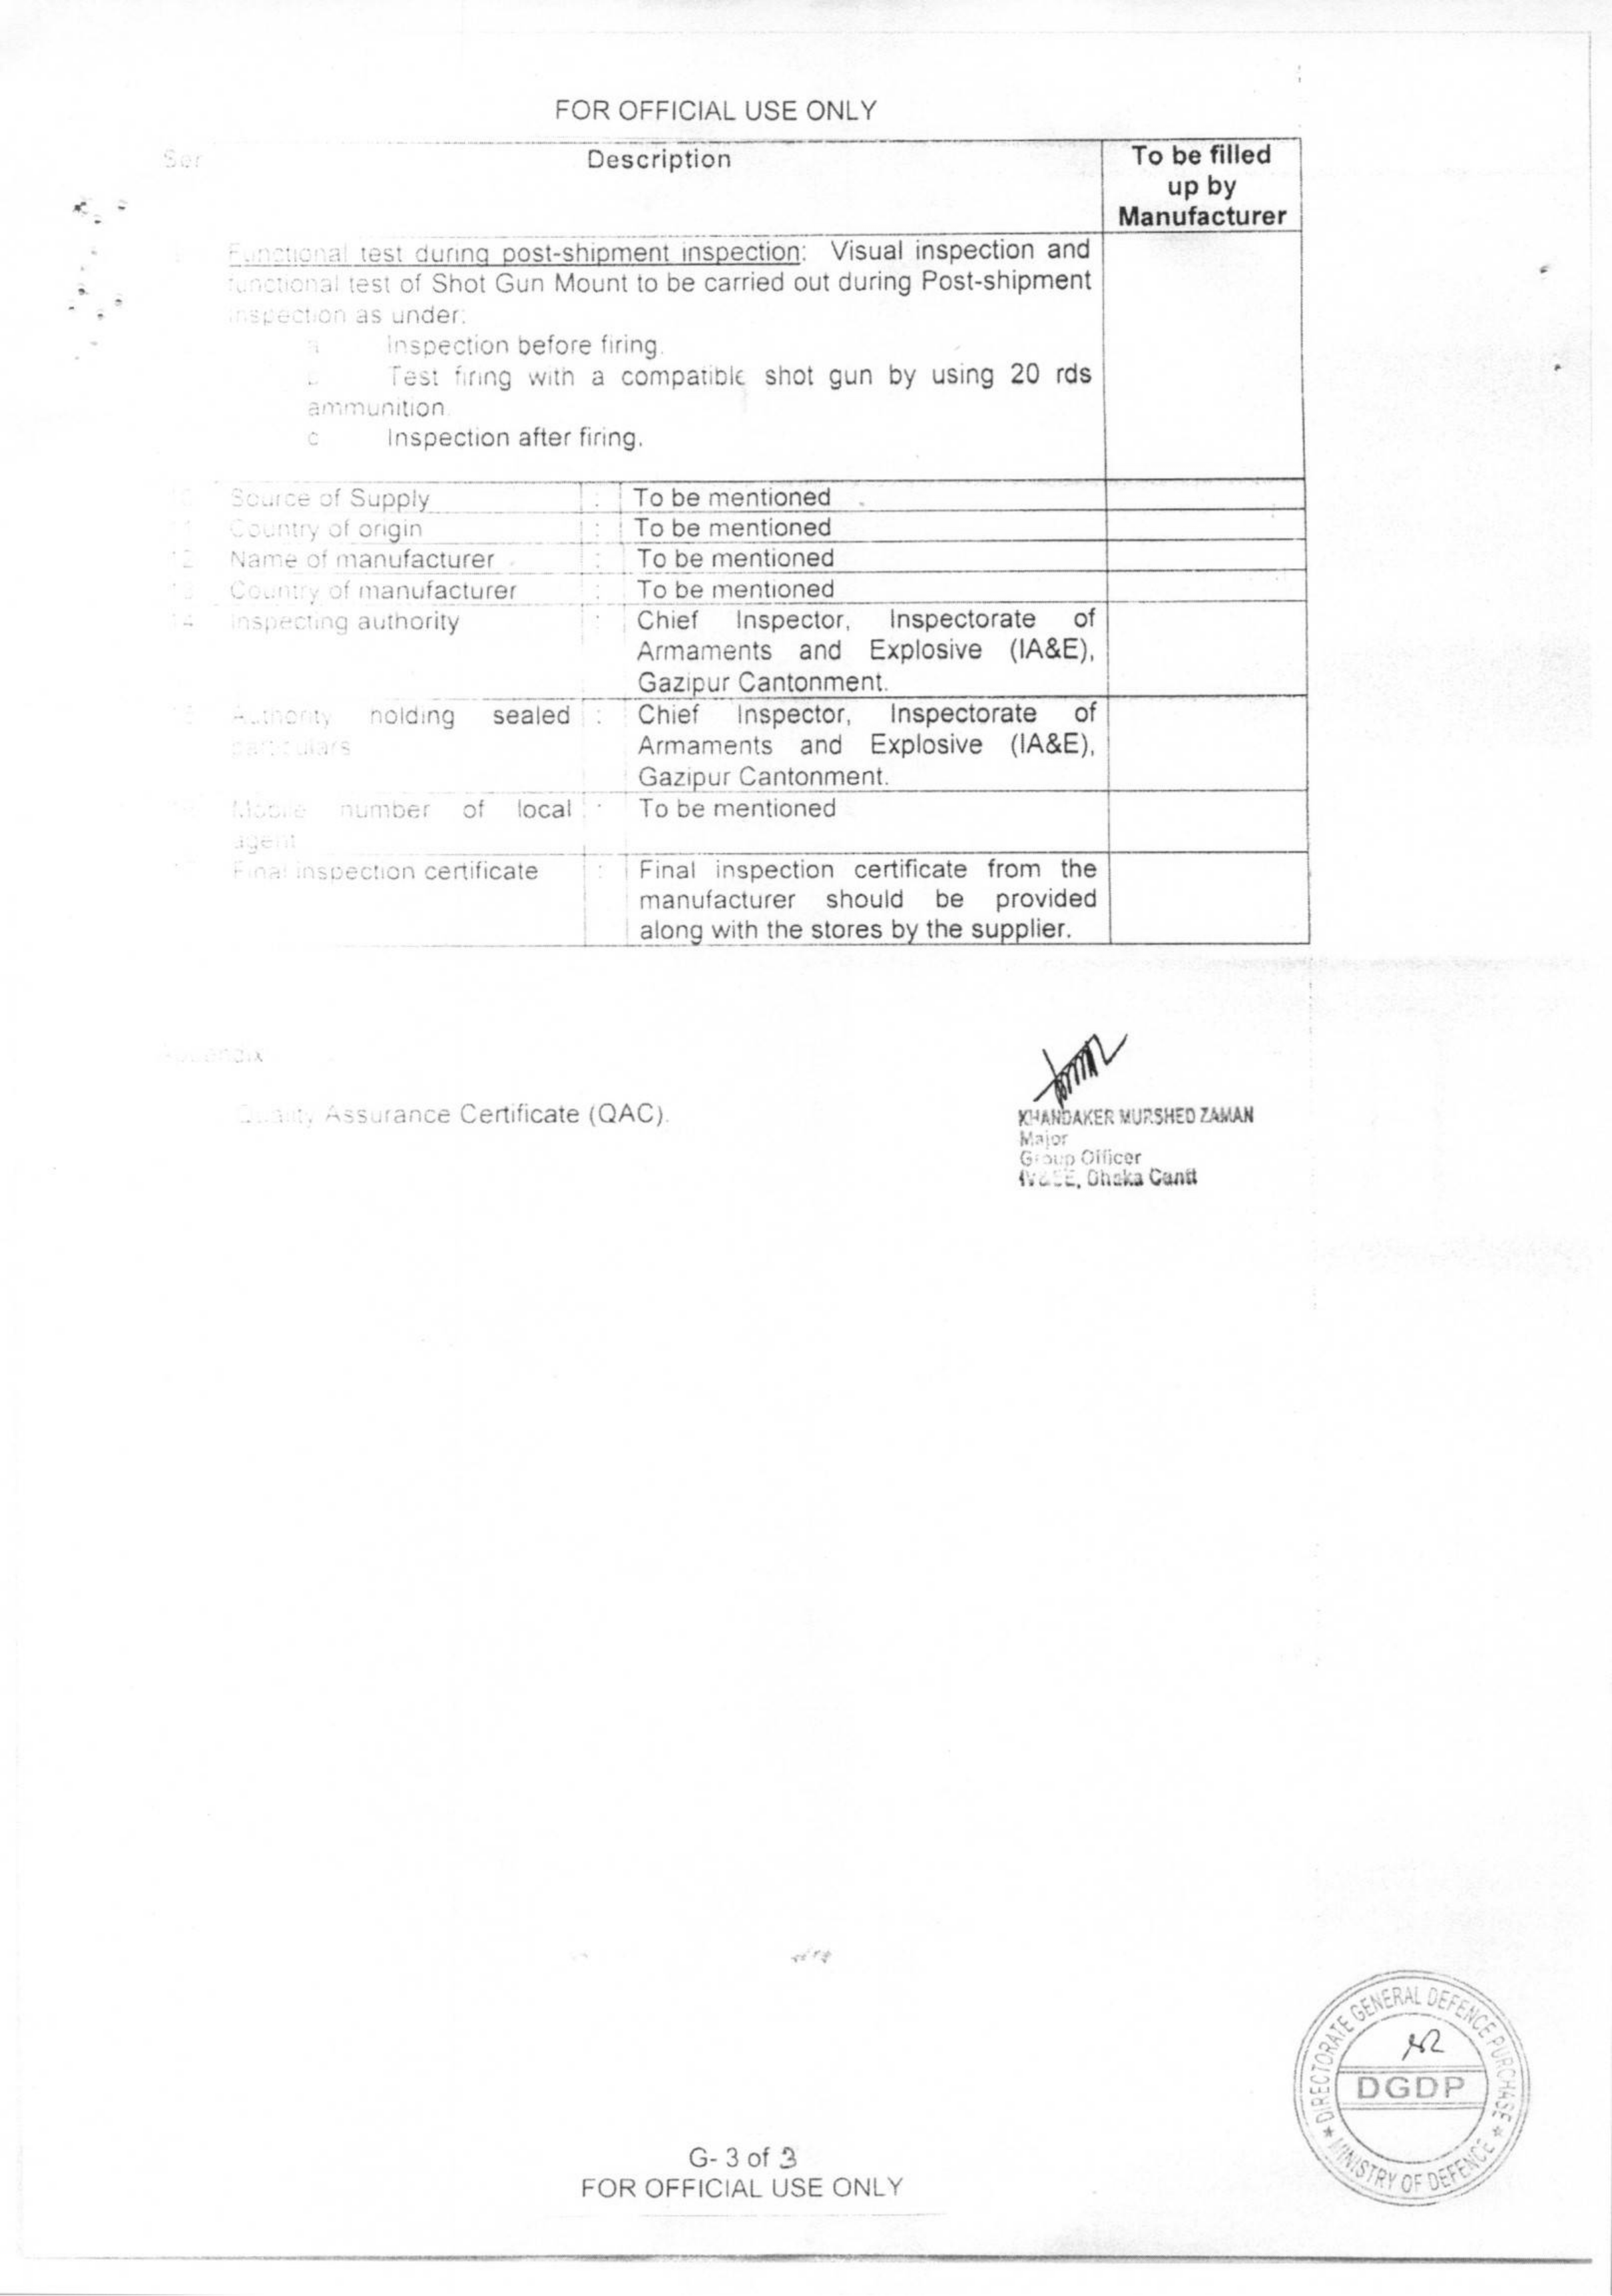 FOR OFFICIAL USE ONLY
Ser Description To be filled
up by
Manufacturer
Functional test during post-shipment inspection: Visual inspection and
functional test of Shot Gun Mount to be carried out during Post-shipment
inspection as under:
a Inspection before firing.
Test firing with a compatible shot gun by using 20 rds
ammunition.
c Inspection after firing.
10 Source of Supply : To be mentioned
11 Country of origin : To be mentioned
12 Name of manufacturer : To be mentioned
13 Country of manufacturer : To be mentioned
14 Inspecting authority : Chief Inspector, Inspectorate of
Armaments and Explosive (IA&E),
Gazipur Cantonment.
15 Authority holding sealed : Chief Inspector, Inspectorate of
particulars Armaments and Explosive (IA&E),
Gazipur Cantonment.
16 Mobile number of local : To be mentioned
agent
17 Final inspection certificate : Final inspection certificate from the
manufacturer should be provided
along with the stores by the supplier.
Appendix
Quality Assurance Certificate (QAC).
KHANDAKER MURSHED ZAMAN
Major
Group Officer
Dhaka Cantt
DIRECTORATE GENERAL DEFENCE PURCHASE
DGDP
MINISTRY OF DEFENCE
G- 3 of 3
FOR OFFICIAL USE ONLY